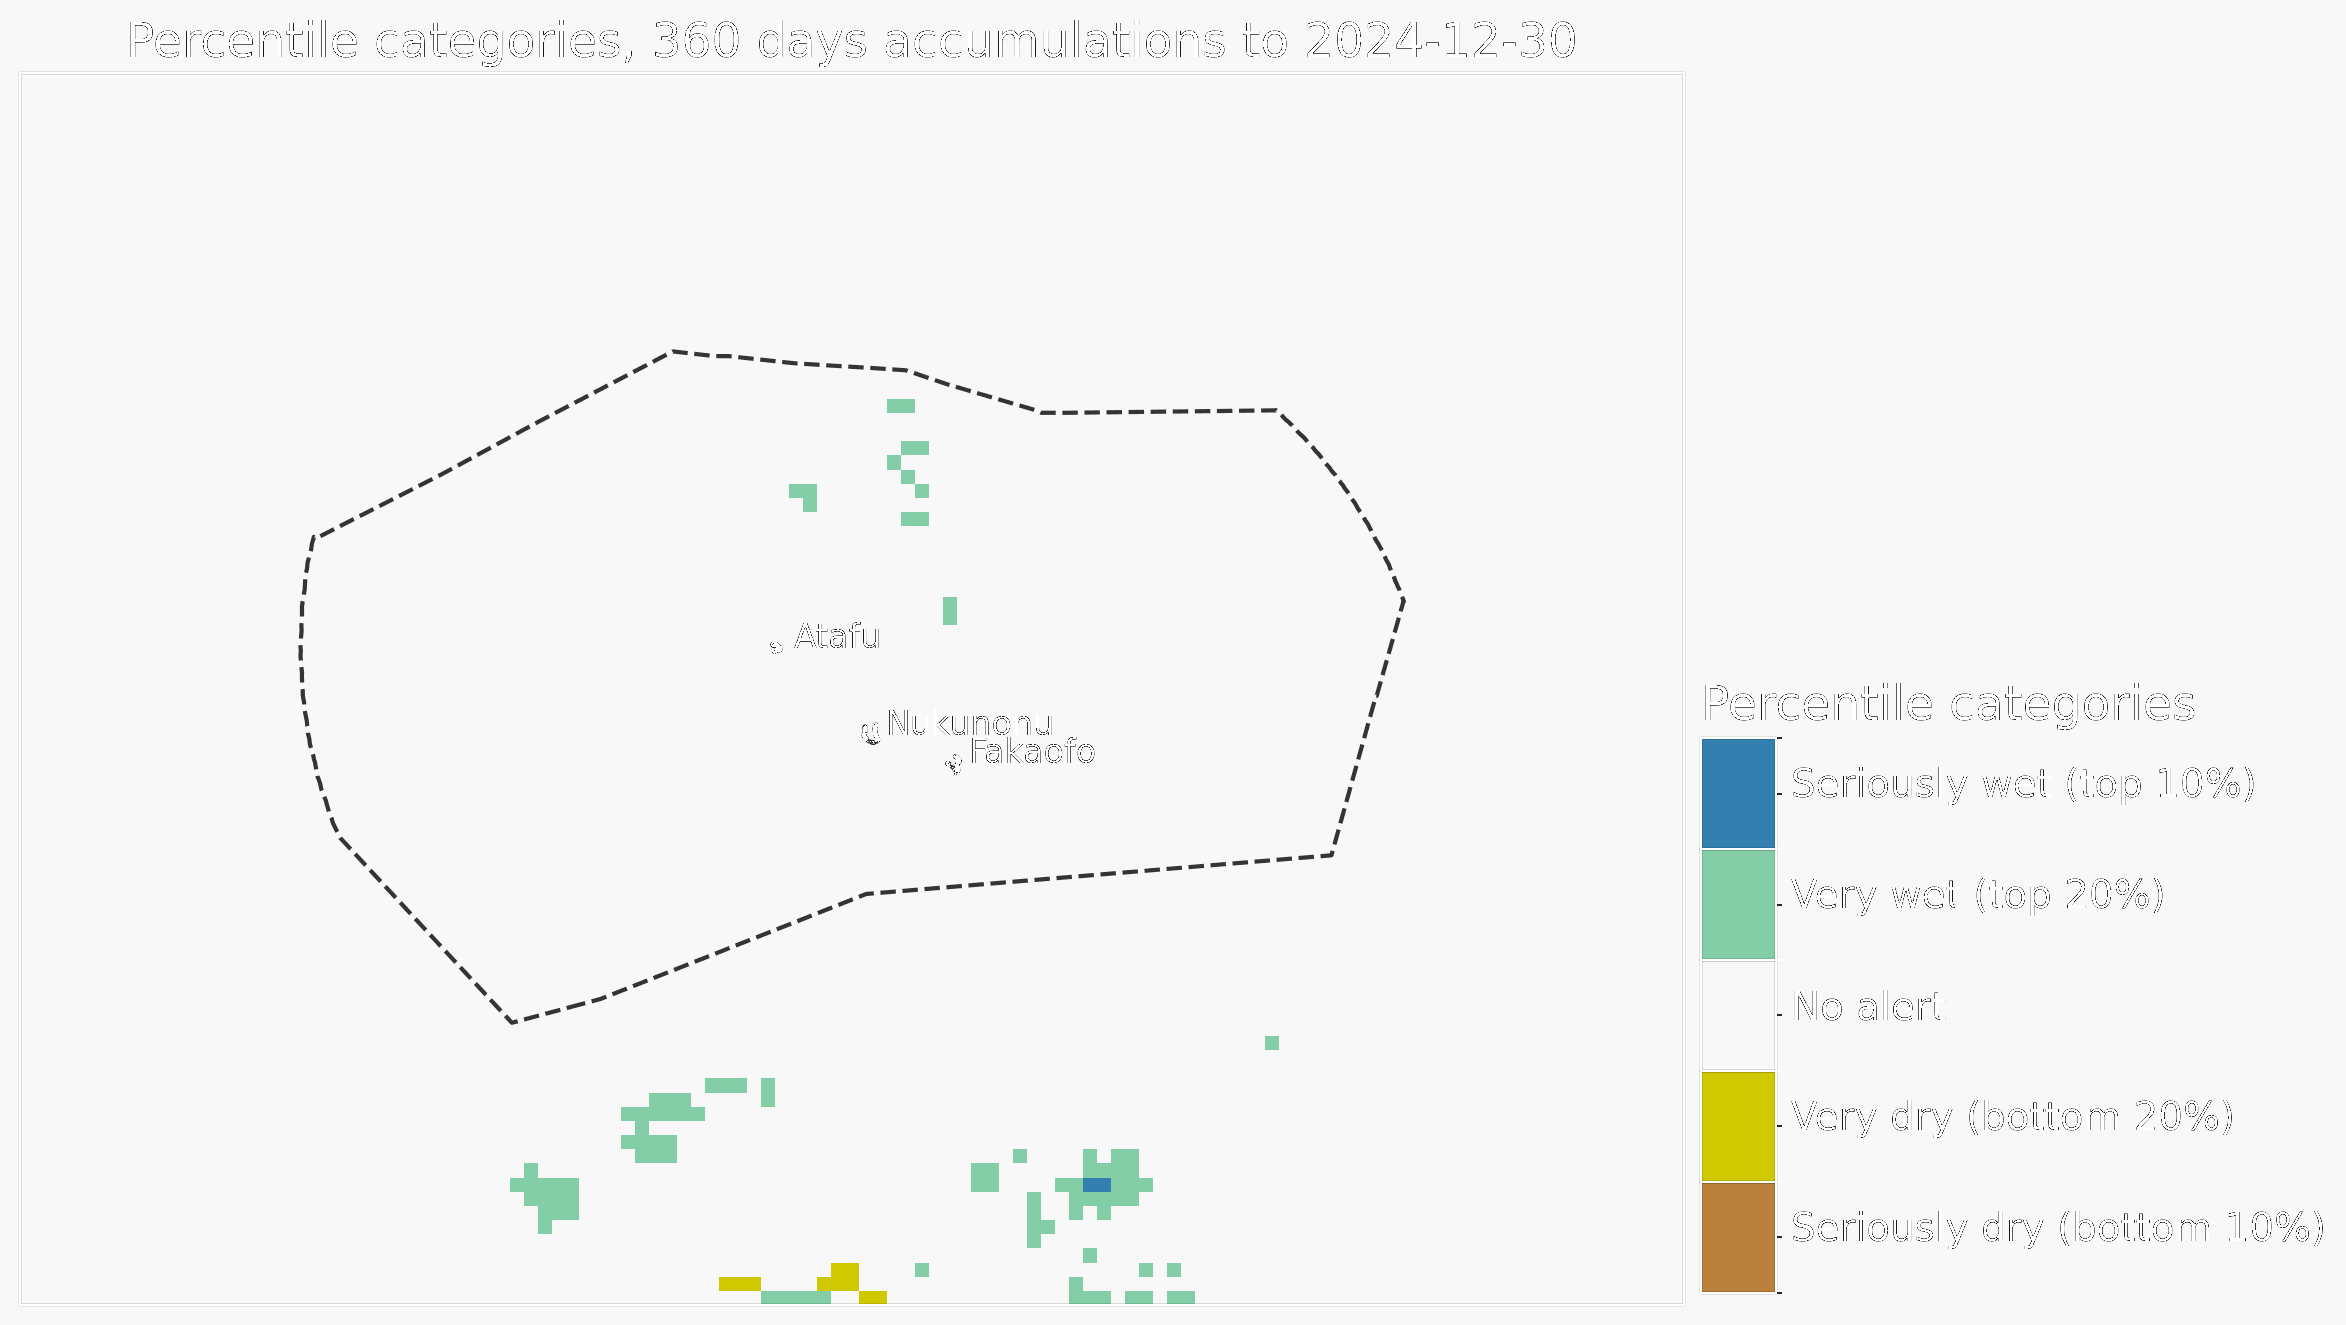 Percentile categories, 360 days accumulations to 2024-12-30
Atafu
Nukunonu
Fakaofo
Percentile categories
Seriously wet (top 10%)
Very wet (top 20%)
No alert
Very dry (bottom 20%)
Seriously dry (bottom 10%)